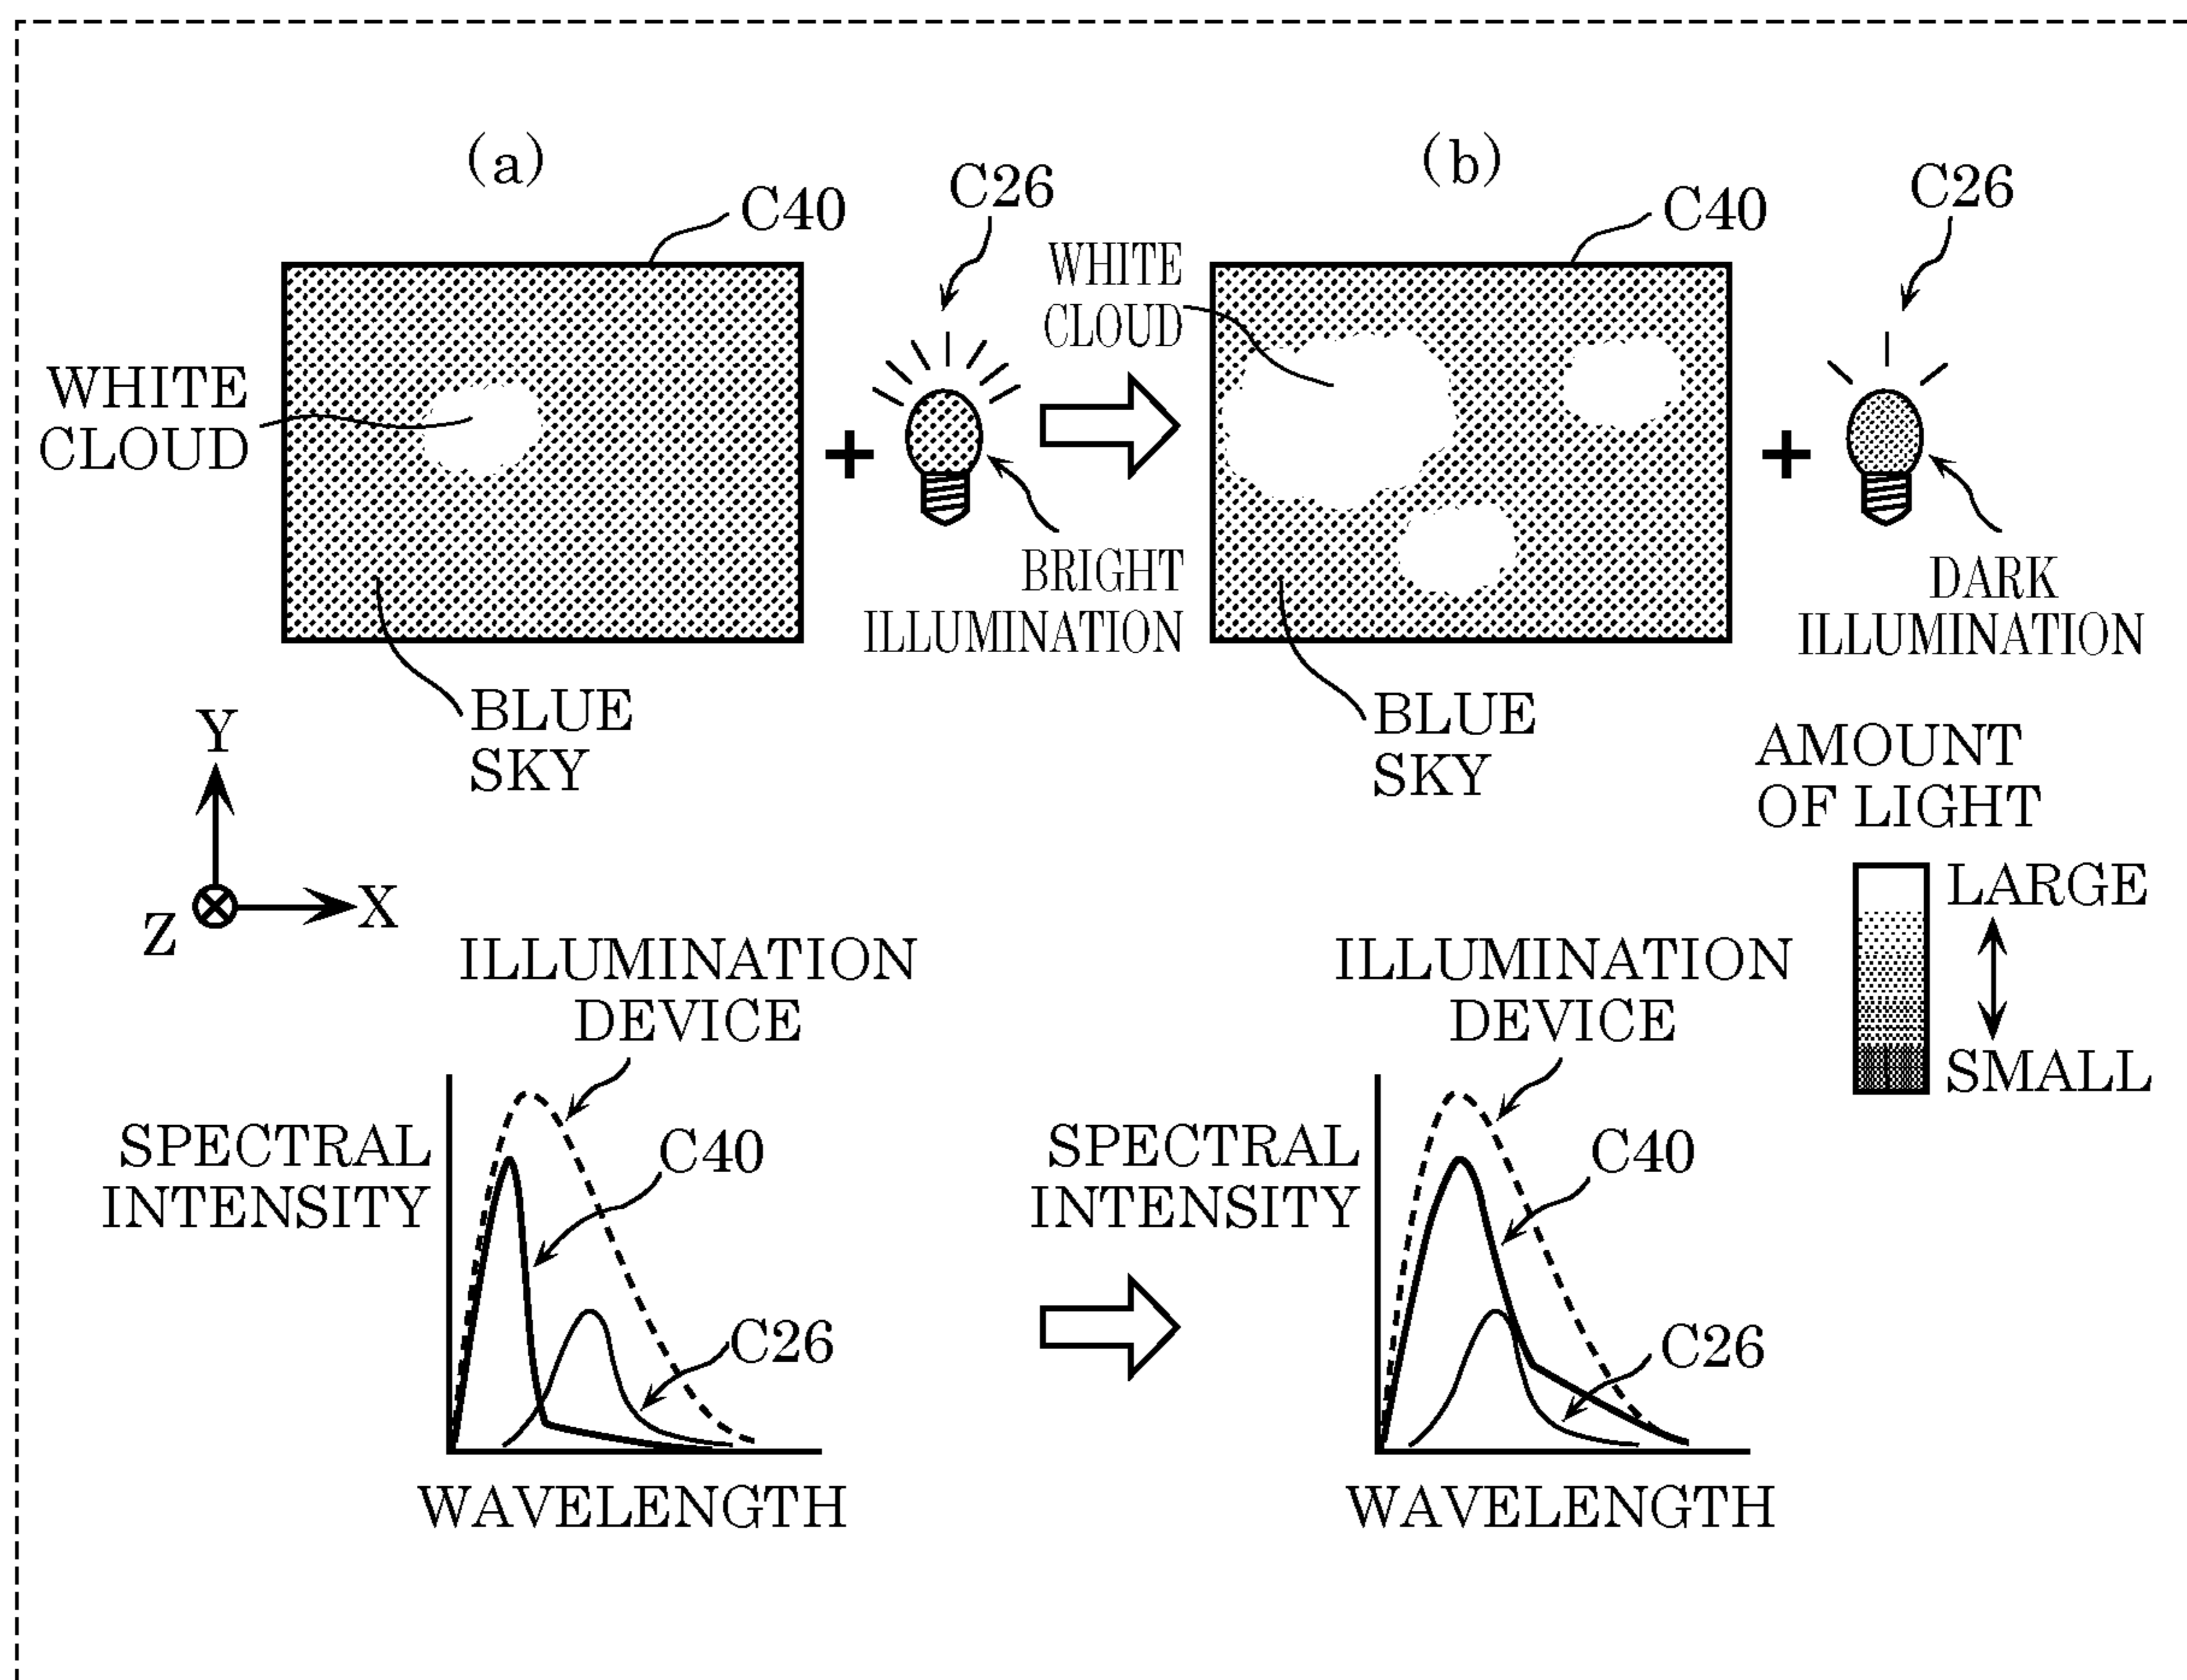 (a)
C40
C26
WHITE
CLOUD
BRIGHT
ILLUMINATION
BLUE
SKY
(b)
C40
C26
WHITE
CLOUD
DARK
ILLUMINATION
BLUE
SKY
Y
X
Z
AMOUNT
OF LIGHT
LARGE
SMALL
ILLUMINATION
DEVICE
SPECTRAL
INTENSITY
C40
C26
WAVELENGTH
ILLUMINATION
DEVICE
SPECTRAL
INTENSITY
C40
C26
WAVELENGTH